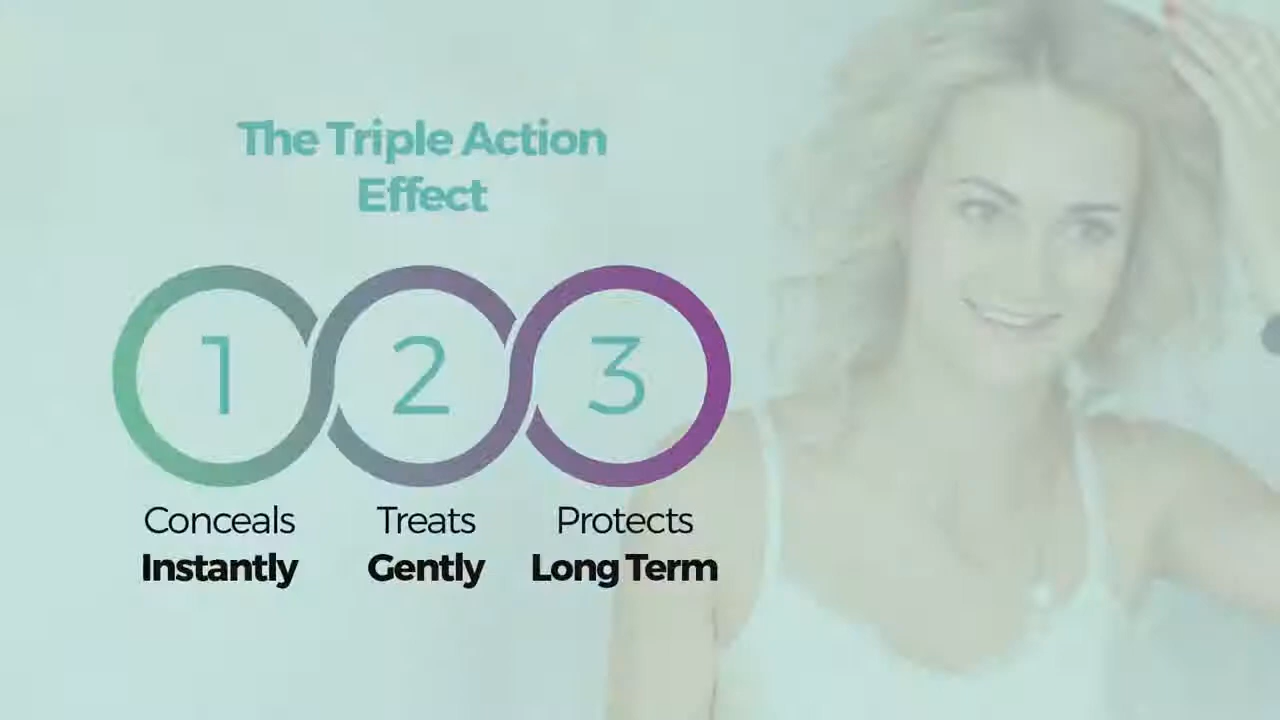 The Triple Action
Effect
1 2 3
Conceals Treats Protects
Instantly Gently Long Term